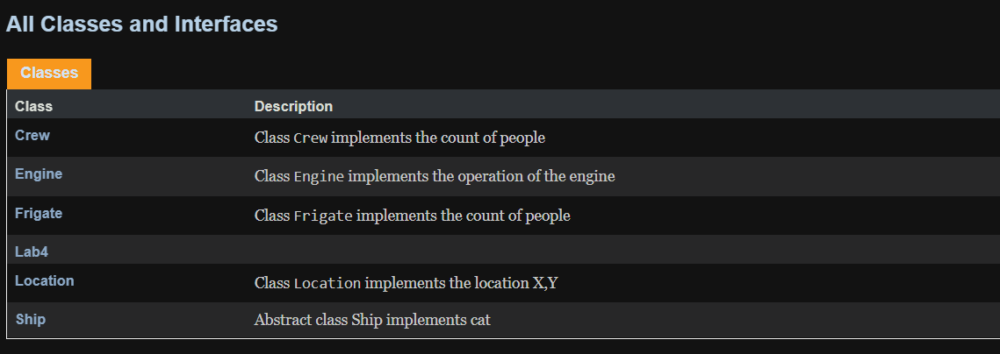 All Classes and Interfaces
Classes
Class Description
Crew Class Crew implements the count of people
Engine Class Engine implements the operation of the engine
Frigate Class Frigate implements the count of people
Lab4
Location Class Location implements the location X,Y
Ship Abstract class Ship implements cat